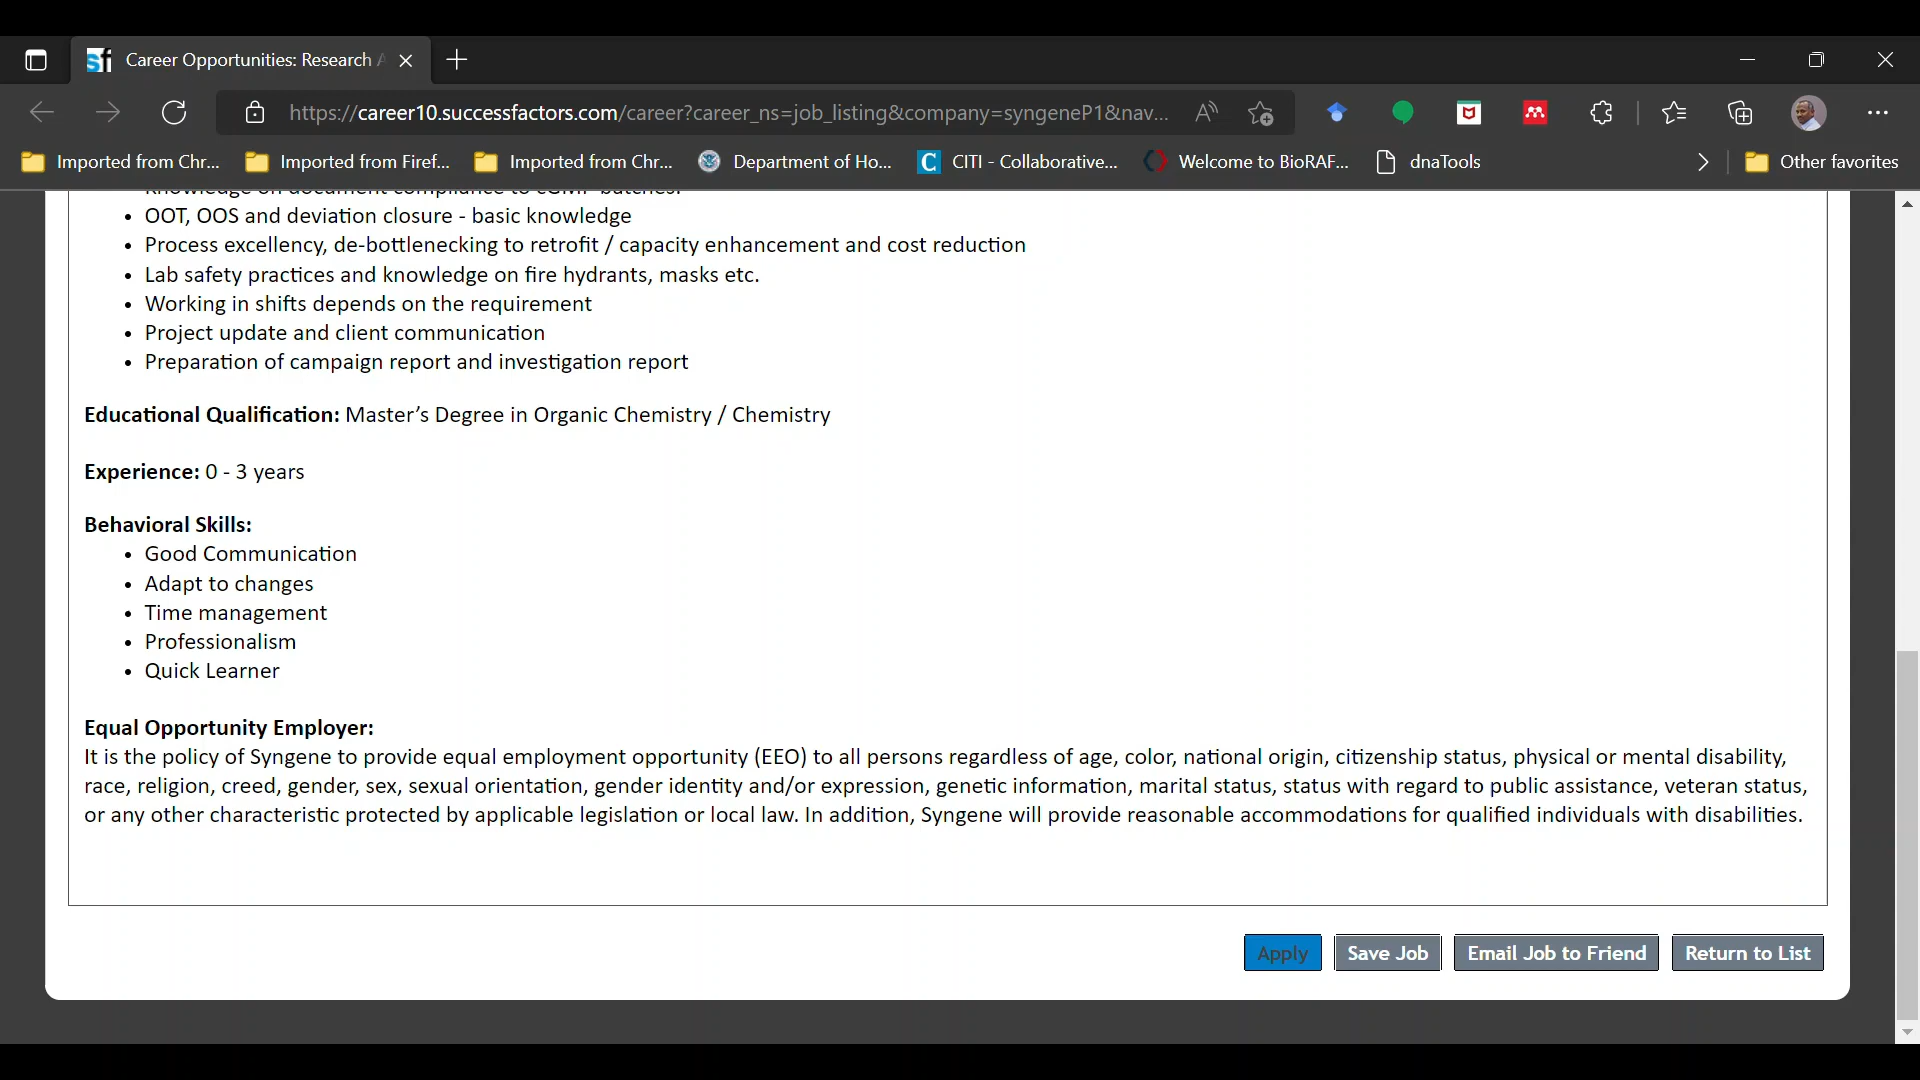 Career Opportunities: Research A
https://career10.successfactors.com/career?career_ns=job_listing&company=syngeneP1&nav...
Imported from Chr...
Imported from Firef...
Imported from Chr...
Department of Ho...
CITI - Collaborative...
Welcome to BioRAF...
dnaTools
Other favorites
Knowledge on document compliance to cGMP batches.
• OOT, OOS and deviation closure - basic knowledge
• Process excellency, de-bottlenecking to retrofit / capacity enhancement and cost reduction
• Lab safety practices and knowledge on fire hydrants, masks etc.
• Working in shifts depends on the requirement
• Project update and client communication
• Preparation of campaign report and investigation report
Educational Qualification: Master’s Degree in Organic Chemistry / Chemistry
Experience: 0 - 3 years
Behavioral Skills:
• Good Communication
• Adapt to changes
• Time management
• Professionalism
• Quick Learner
Equal Opportunity Employer:
It is the policy of Syngene to provide equal employment opportunity (EEO) to all persons regardless of age, color, national origin, citizenship status, physical or mental disability,
race, religion, creed, gender, sex, sexual orientation, gender identity and/or expression, genetic information, marital status, status with regard to public assistance, veteran status,
or any other characteristic protected by applicable legislation or local law. In addition, Syngene will provide reasonable accommodations for qualified individuals with disabilities.
Apply
Save Job
Email Job to Friend
Return to List